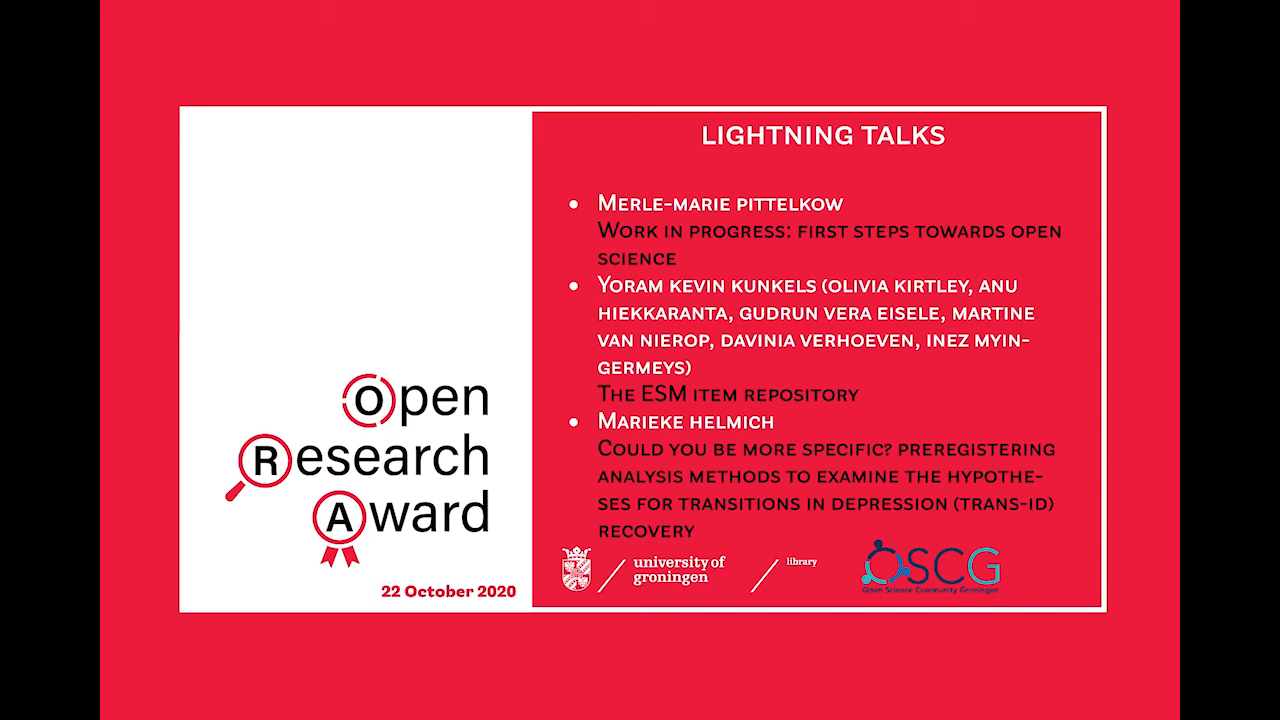 LIGHTNING TALKS
• MERLE-MARIE PITTELKOW
WORK IN PROGRESS: FIRST STEPS TOWARDS OPEN
SCIENCE
• YORAM KEVIN KUNKELS (OLIVIA KIRTLEY, ANU
HIEKKARANTA, GUDRUN VERA EISELE, MARTINE
VAN NIEROP, DAVINIA VERHOEVEN, INEZ MYIN-
GERMEYS)
THE ESM ITEM REPOSITORY
• MARIEKE HELMICH
COULD YOU BE MORE SPECIFIC? PREREGISTERING
ANALYSIS METHODS TO EXAMINE THE HYPOTHE-
SES FOR TRANSITIONS IN DEPRESSION (TRANS-ID)
RECOVERY
Open
Research
Award
22 October 2020
university of
groningen
library
OSCG
Open Science Community Groningen